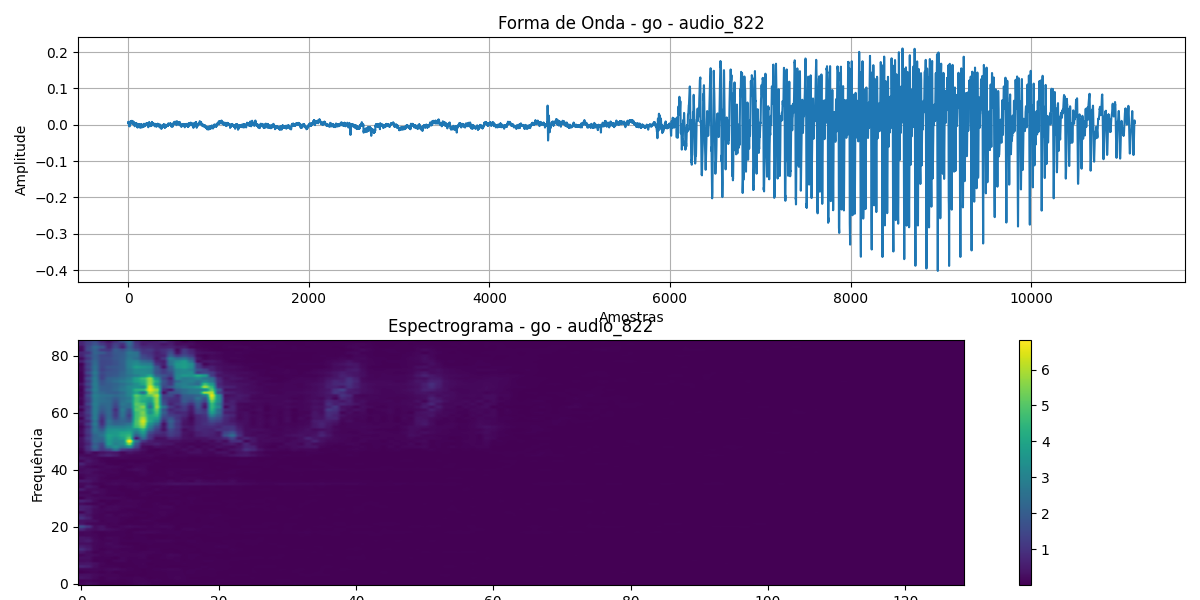 Forma de Onda - go - audio_822
Amplitude
0.2
0.1
0.0
−0.1
−0.2
−0.3
−0.4
0 2000 4000 6000 8000 10000
Amostras
Espectrograma - go - audio_822
Frequência
80
60
40
20
0
0 20 40 60 80 100 120
6
5
4
3
2
1